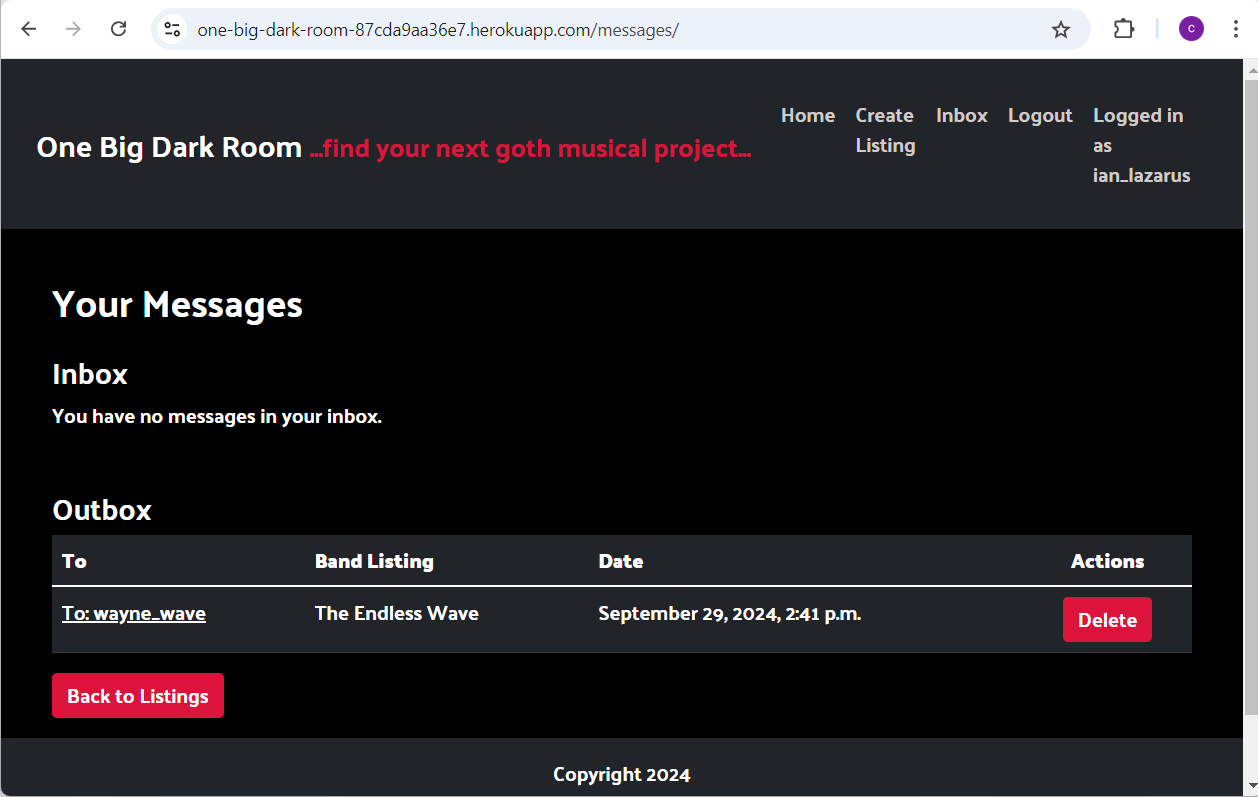 one-big-dark-room-87cda9aa36e7.herokuapp.com/messages/
C
One Big Dark Room ...find your next goth musical project...
Home
Create
Listing
Inbox
Logout
Logged in
as
ian_lazarus
Your Messages
Inbox
You have no messages in your inbox.
Outbox
To Band Listing Date Actions
To: wayne_wave The Endless Wave September 29, 2024, 2:41 p.m. Delete
Back to Listings
Copyright 2024